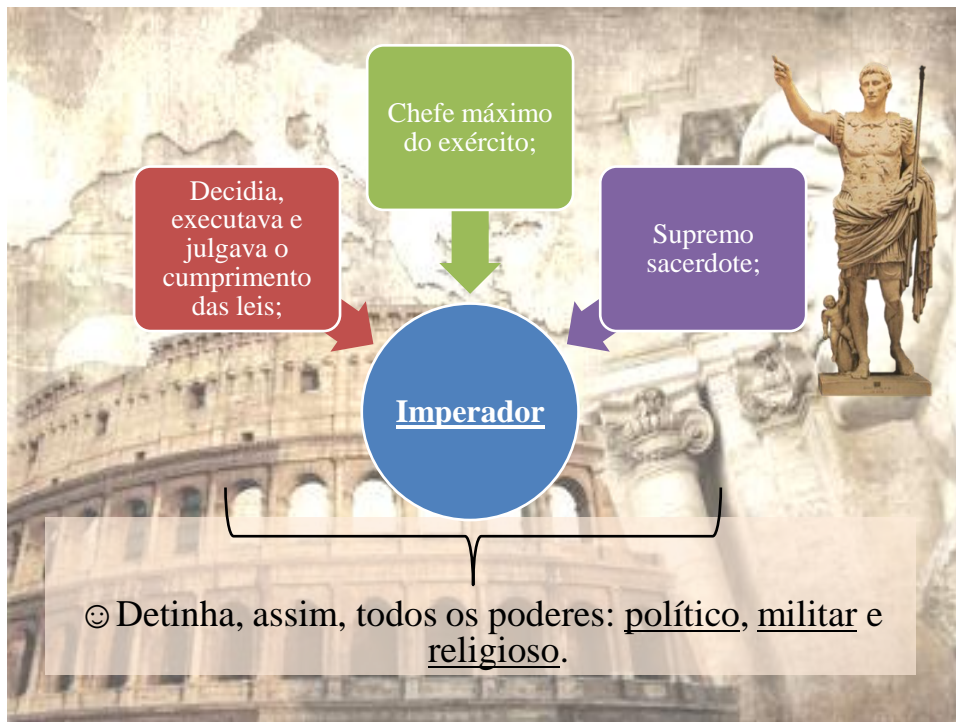 Chefe máximo
do exército;
Decidia,
executava e
julgava o
cumprimento
das leis;
Supremo
sacerdote;
Imperador
☺Detinha, assim, todos os poderes: político, militar e
religioso.